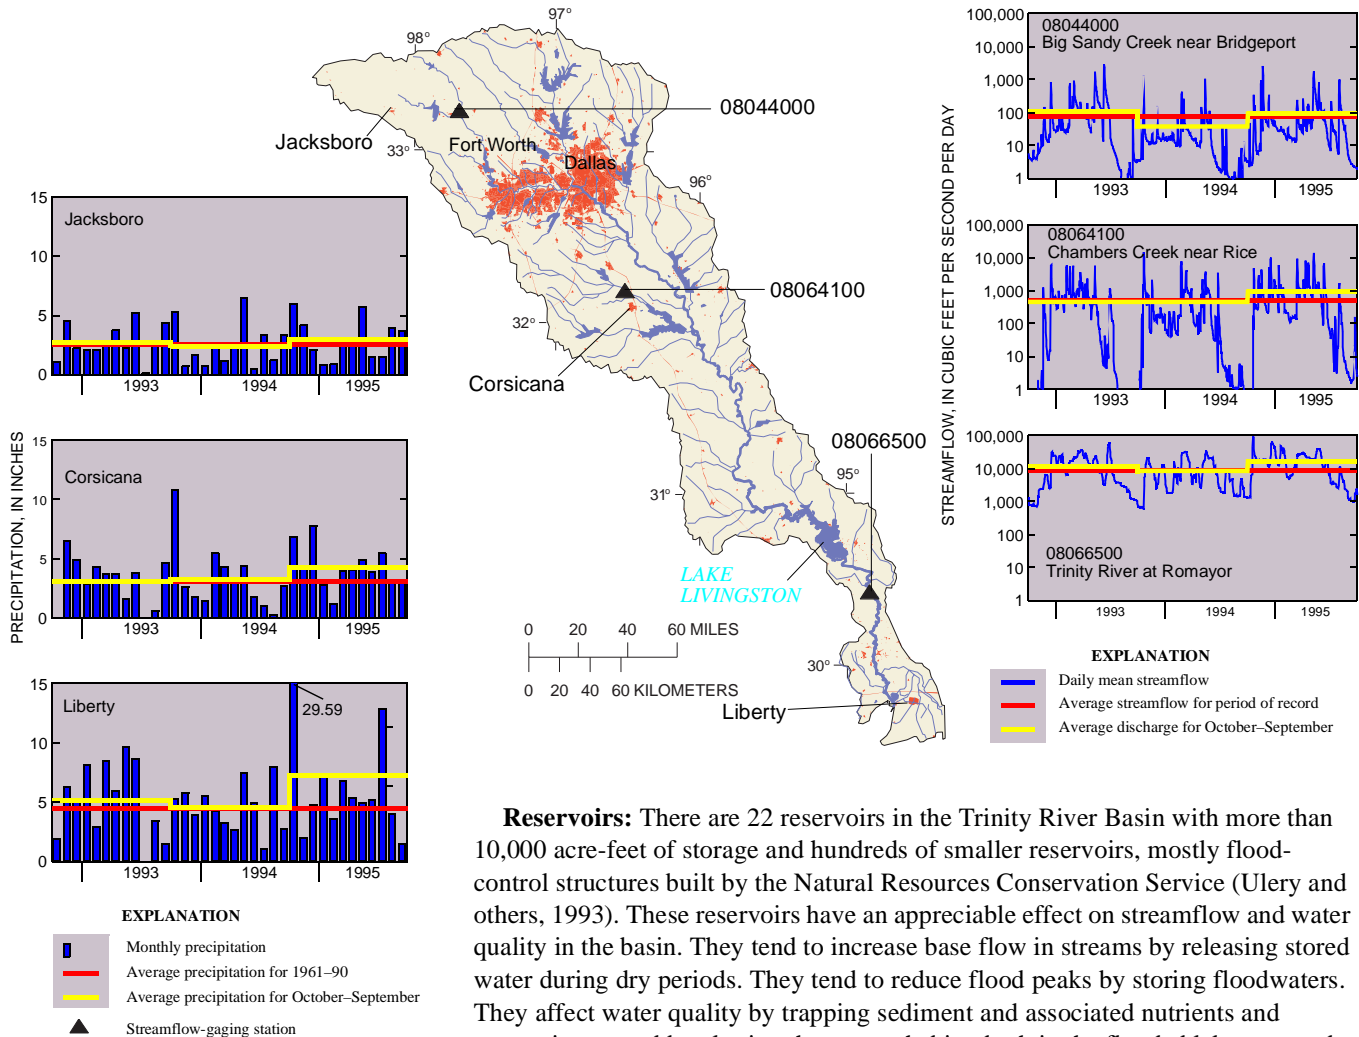 97°
98°
08044000
Jacksboro
Fort Worth
33°
Dallas
96°
08064100
32°
Corsicana
08066500
95°
31°
LAKE
LIVINGSTON
30°
Liberty
0 20 40 60 MILES
0 20 40 60 KILOMETERS
PRECIPITATION, IN INCHES
15
Jacksboro
10
5
0
1993 1994 1995
15
Corsicana
10
5
0
1993 1994 1995
15
Liberty
29.59
10
5
0
1993 1994 1995
EXPLANATION
Monthly precipitation
Average precipitation for 1961–90
Average precipitation for October–September
Streamflow-gaging station
STREAMFLOW, IN CUBIC FEET PER SECOND PER DAY
100,000
08044000
Big Sandy Creek near Bridgeport
10,000
1,000
100
10
1
1993 1994 1995
100,000
08064100
Chambers Creek near Rice
10,000
1,000
100
10
1
1993 1994 1995
100,000
10,000
1,000
100
08066500
Trinity River at Romayor
10
1
1993 1994 1995
EXPLANATION
Daily mean streamflow
Average streamflow for period of record
Average discharge for October–September
Reservoirs: There are 22 reservoirs in the Trinity River Basin with more than
10,000 acre-feet of storage and hundreds of smaller reservoirs, mostly flood-
control structures built by the Natural Resources Conservation Service (Ulery and
others, 1993). These reservoirs have an appreciable effect on streamflow and water
quality in the basin. They tend to increase base flow in streams by releasing stored
water during dry periods. They tend to reduce flood peaks by storing floodwaters.
They affect water quality by trapping sediment and associated nutrients and